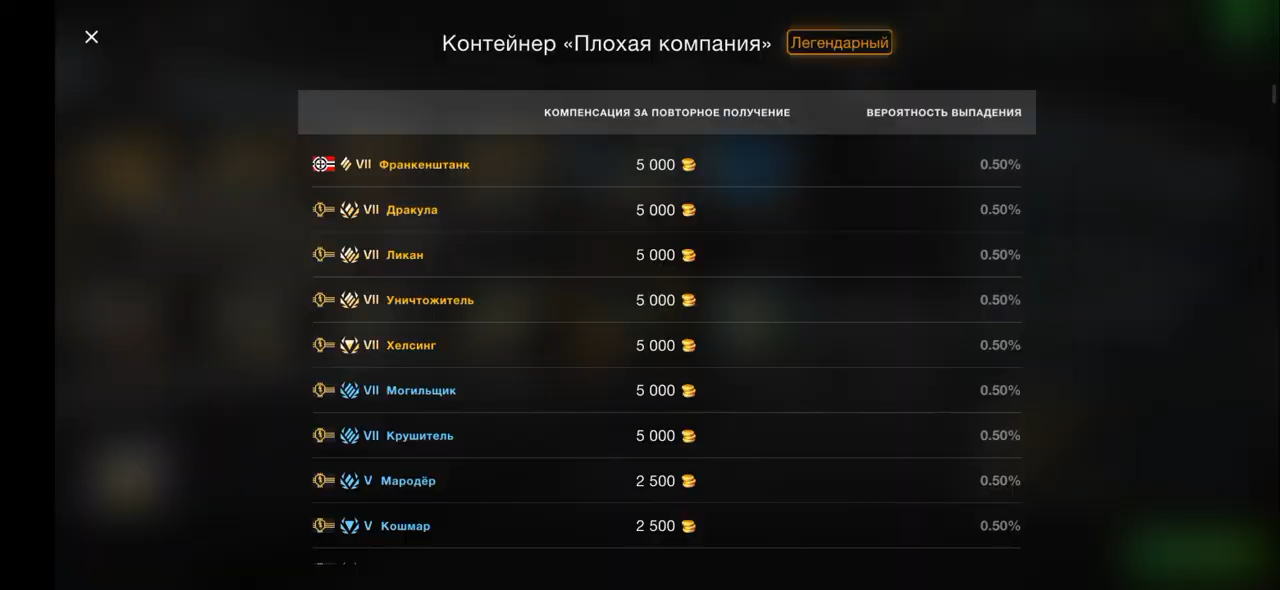 Контейнер «Плохая компания» Легендарный
КОМПЕНСАЦИЯ ЗА ПОВТОРНОЕ ПОЛУЧЕНИЕ ВЕРОЯТНОСТЬ ВЫПАДЕНИЯ
VII Франкенштанк 5 000 0.50%
VII Дракула 5 000 0.50%
VII Ликан 5 000 0.50%
VII Уничтожитель 5 000 0.50%
VII Хелсинг 5 000 0.50%
VII Могильщик 5 000 0.50%
VII Крушитель 5 000 0.50%
V Мародёр 2 500 0.50%
V Кошмар 2 500 0.50%